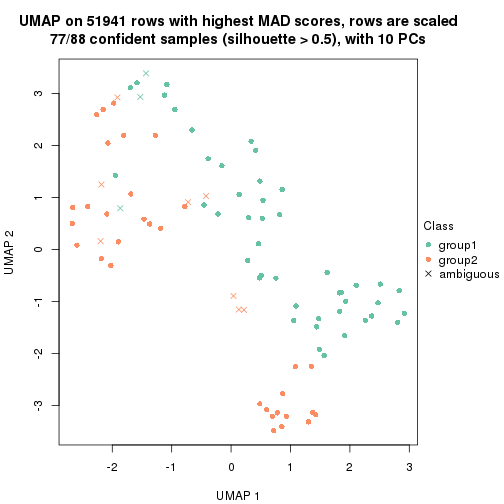 UMAP on 51941 rows with highest MAD scores, rows are scaled
77/88 confident samples (silhouette > 0.5), with 10 PCs
3
2
1
0
-1
-2
-3
UMAP 2
-2
-1
0
1
2
3
UMAP 1
Class
group1
group2
ambiguous